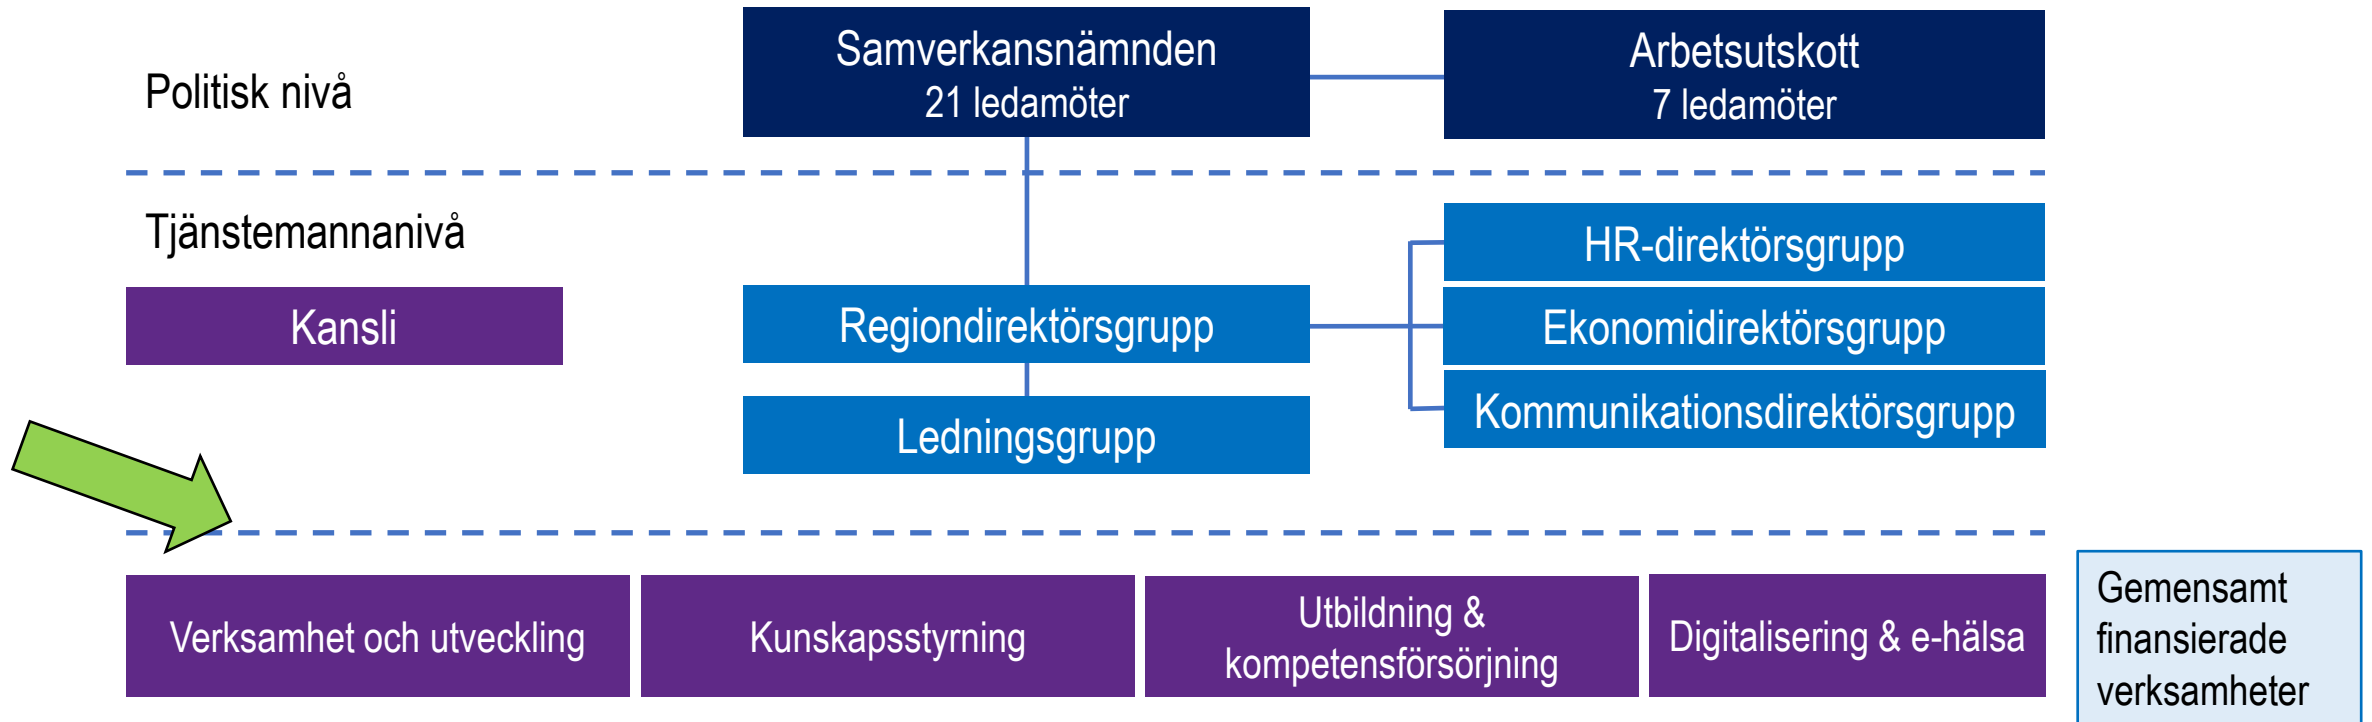 Politisk nivå
Samverkansnämnden
21 ledamöter
Arbetsutskott
7 ledamöter
Tjänstemannanivå
Kansli
Regiondirektörsgrupp
Ledningsgrupp
HR-direktörsgrupp
Ekonomidirektörsgrupp
Kommunikationsdirektörsgrupp
Verksamhet och utveckling
Kunskapsstyrning
Utbildning &
kompetensförsörjning
Digitalisering & e-hälsa
Gemensamt
finansierade
verksamheter